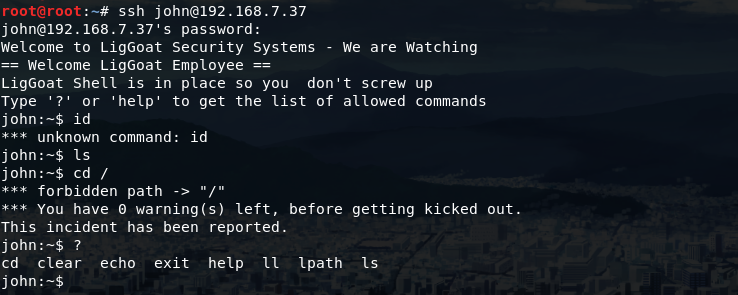 root@root:~# ssh john@192.168.7.37
john@192.168.7.37's password:
Welcome to LigGoat Security Systems - We are Watching
== Welcome LigGoat Employee ==
LigGoat Shell is in place so you  don't screw up
Type '?' or 'help' to get the list of allowed commands
john:~$ id
*** unknown command: id
john:~$ ls
john:~$ cd /
*** forbidden path -> "/"
*** You have 0 warning(s) left, before getting kicked out.
This incident has been reported.
john:~$ ?
cd  clear  echo  exit  help  ll  lpath  ls
john:~$